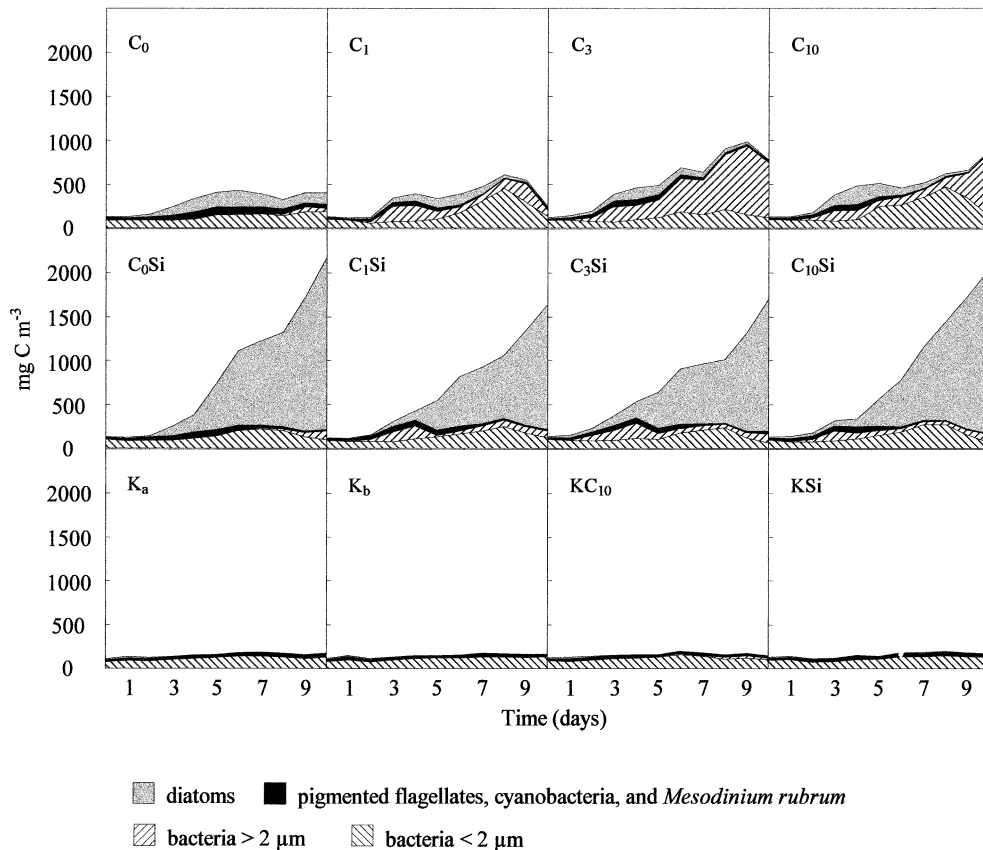 C₀ C₁ C₃ C₁₀
2000
1500
1000
500
0
C₀Si C₁Si C₃Si C₁₀Si
2000
1500
1000
500
0
mg C m⁻³
Kₐ K_b KC₁₀ KSi
2000
1500
1000
500
0
1 3 5 7 9 1 3 5 7 9 1 3 5 7 9 1 3 5 7 9
Time (days)
diatoms pigmented flagellates, cyanobacteria, and Mesodinium rubrum
bacteria > 2 µm bacteria < 2 µm